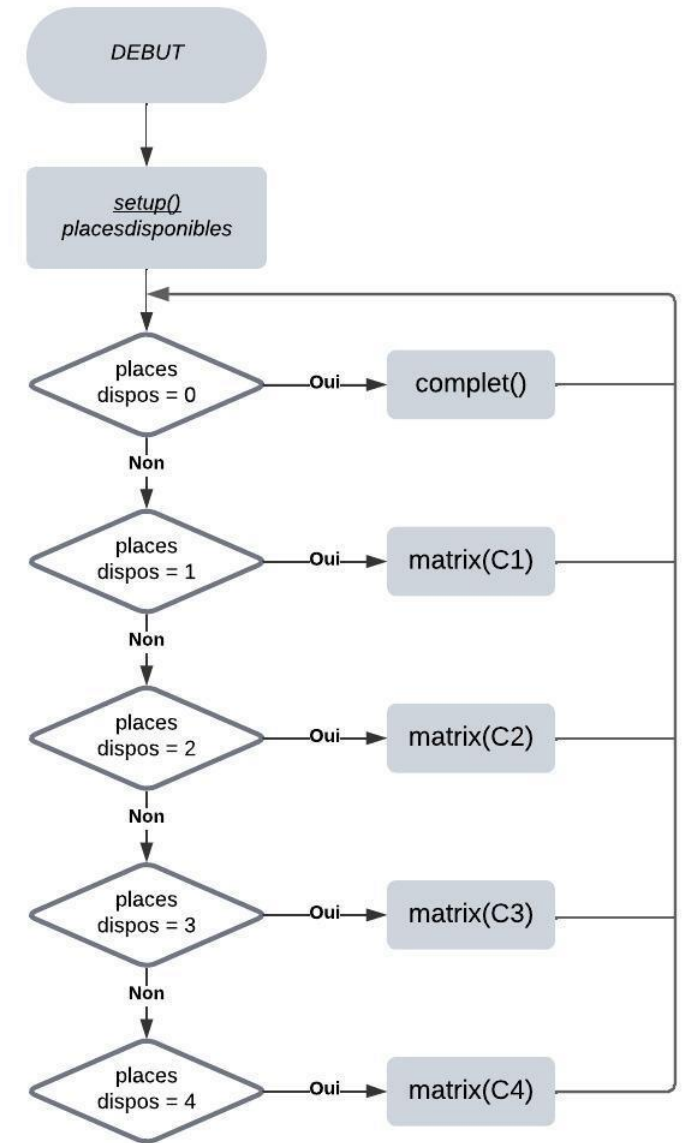 DEBUT
setup()
placesdisponibles
places
dispos = 0
Oui
complet()
Non
places
dispos = 1
Oui
matrix(C1)
Non
places
dispos = 2
Oui
matrix(C2)
Non
places
dispos = 3
Oui
matrix(C3)
Non
places
dispos = 4
Oui
matrix(C4)